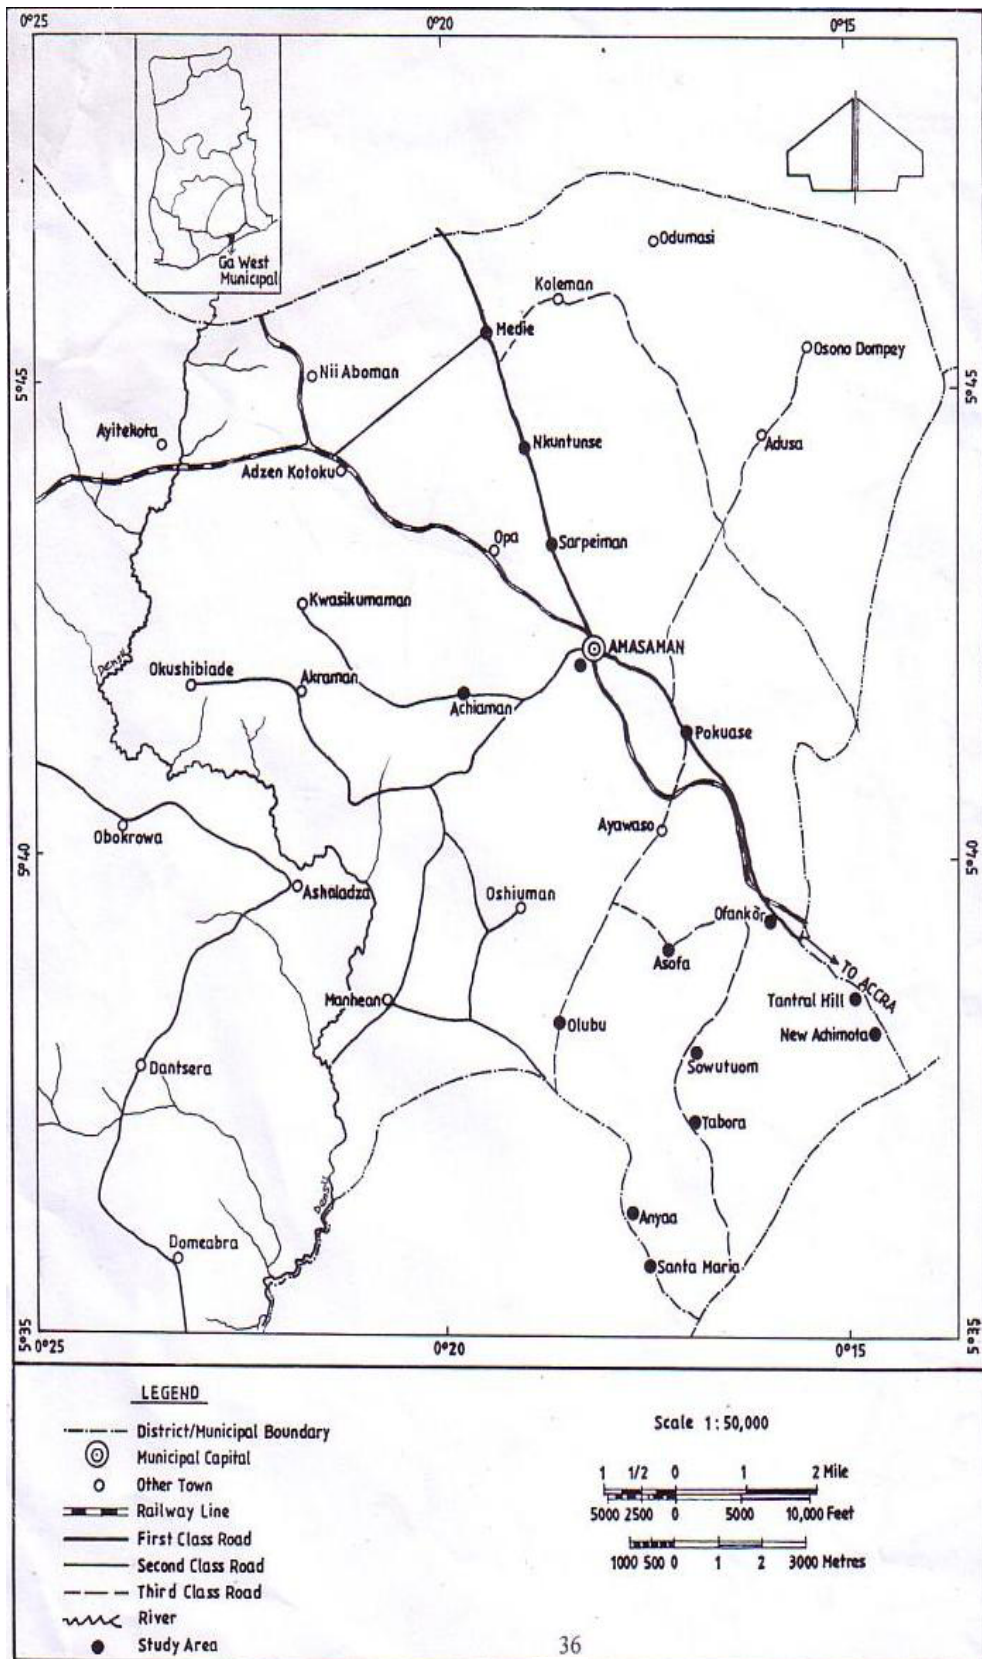 0°25
0°20
0°15
Ga West
Municipal
Odumasi
Koleman
Medie
Osono Dompey
5°45
5°45
Nii Aboman
Ayitekota
Nkuntunse
Adusa
Adzen Kotoku
Opa
Sarpeiman
Kwasikumaman
AMASAMAN
Densu
Okushibiade
Akraman
Achiaman
Pokuase
Obokrowa
Ayawaso
5°40
5°40
Ashaladza
Oshiuman
Ofankor
Asofa
TO ACCRA
Manhean
Tantral Hill
Olubu
New Achimota
Dantsera
Sowutuom
Tabora
Densu
Anyaa
Domeabra
Santa Maria
5°35
5°35
0°25
0°20
0°15
LEGEND
District/Municipal Boundary
Municipal Capital
Other Town
Railway Line
First Class Road
Second Class Road
Third Class Road
River
Study Area
Scale 1:50,000
1 1/2 0 1 2 Mile
5000 2500 0 5000 10,000 Feet
1000 500 0 1 2 3000 Metres
36